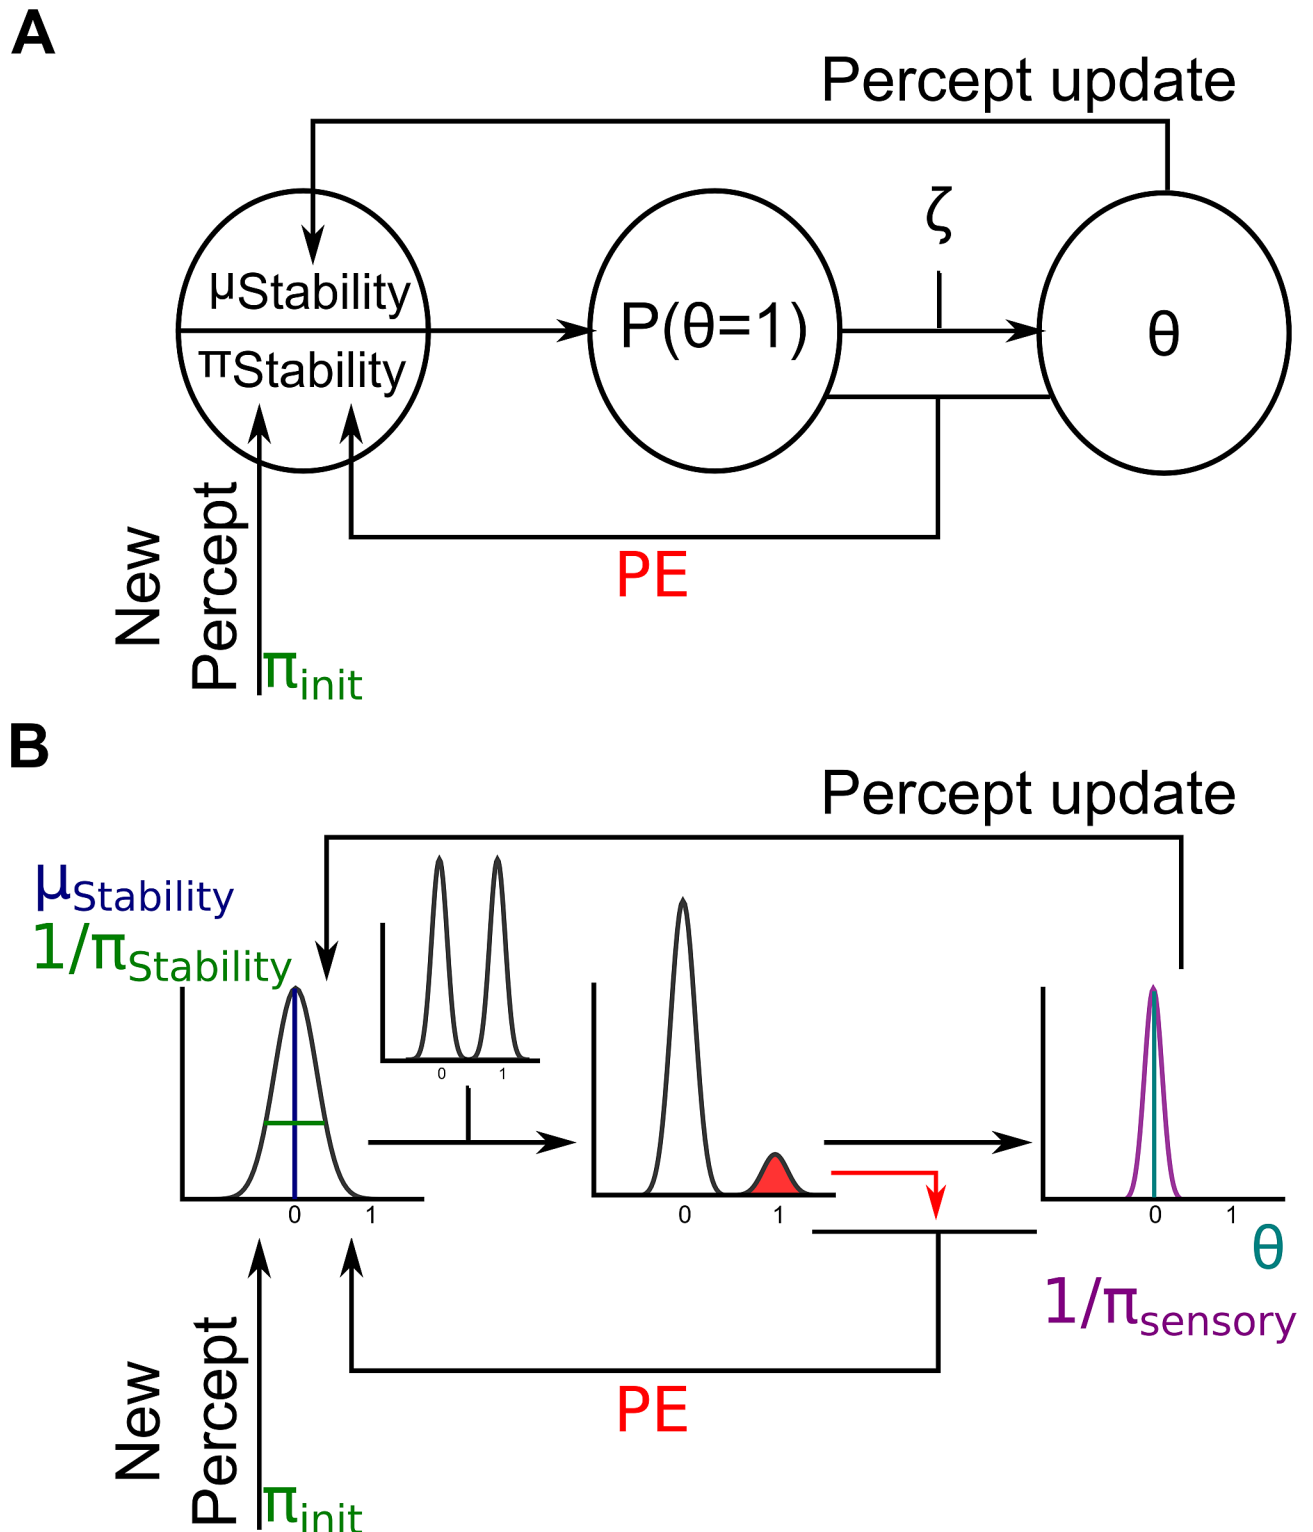 A
Percept update
ζ
μStability
πStability
P(θ=1)
θ
New
Percept
PE
πinit
B
Percept update
μStability
1/πStability
0 1
0 1
0 1
0 1
θ
1/πsensory
New
Percept
PE
πinit